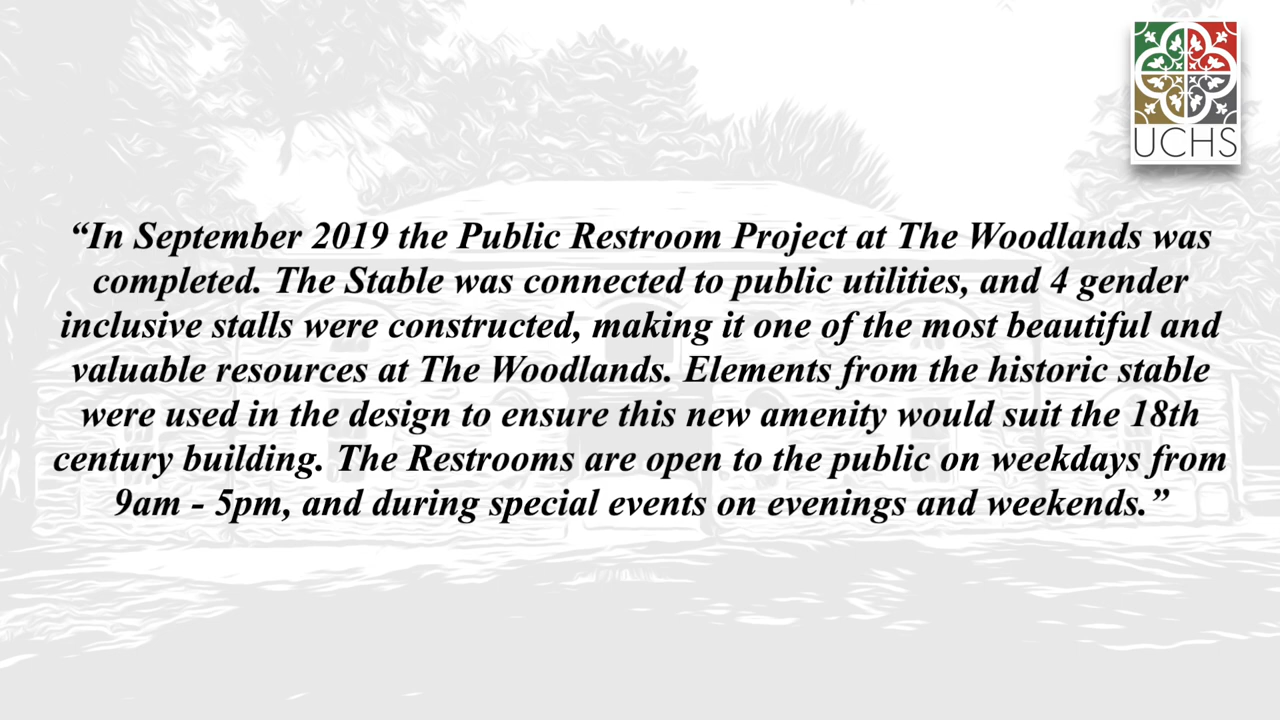 UCHS
“In September 2019 the Public Restroom Project at The Woodlands was
completed. The Stable was connected to public utilities, and 4 gender
inclusive stalls were constructed, making it one of the most beautiful and
valuable resources at The Woodlands. Elements from the historic stable
were used in the design to ensure this new amenity would suit the 18th
century building. The Restrooms are open to the public on weekdays from
9am - 5pm, and during special events on evenings and weekends.”